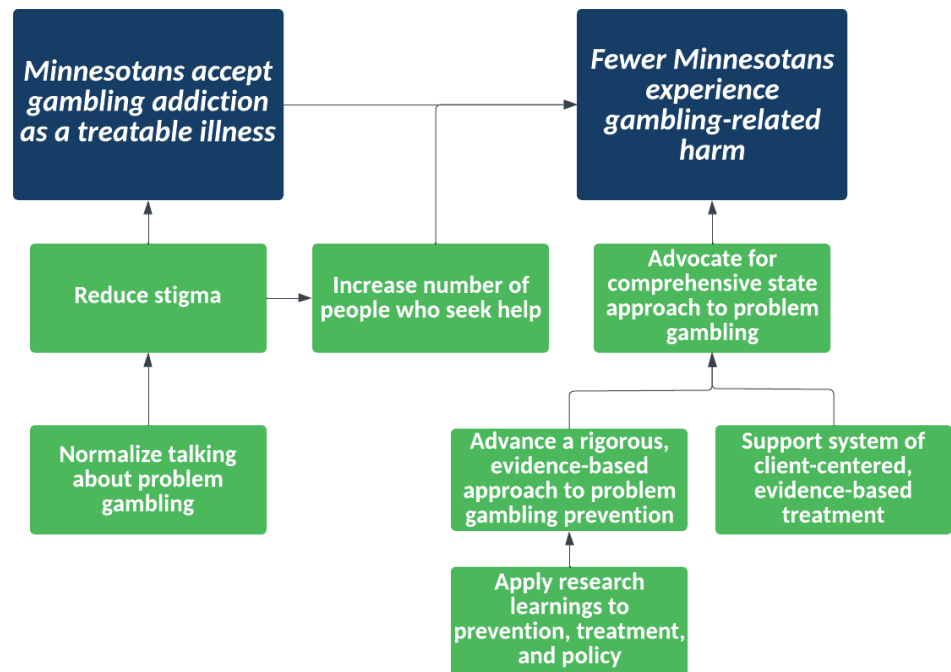 Minnesotans accept
gambling addiction
as a treatable illness
Fewer Minnesotans
experience
gambling-related
harm
Reduce stigma
Increase number of
people who seek help
Advocate for
comprehensive state
approach to problem
gambling
Normalize talking
about problem
gambling
Advance a rigorous,
evidence-based
approach to problem
gambling prevention
Support system of
client-centered,
evidence-based
treatment
Apply research
learnings to
prevention, treatment,
and policy